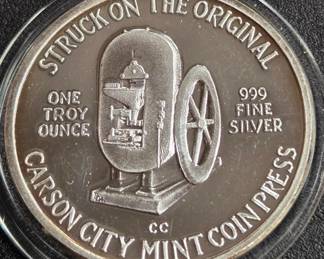 STRUCK ON THE ORIGINAL
ONE
TROY
OUNCE
999
FINE
SILVER
CC
CARSON CITY MINT COIN PRESS